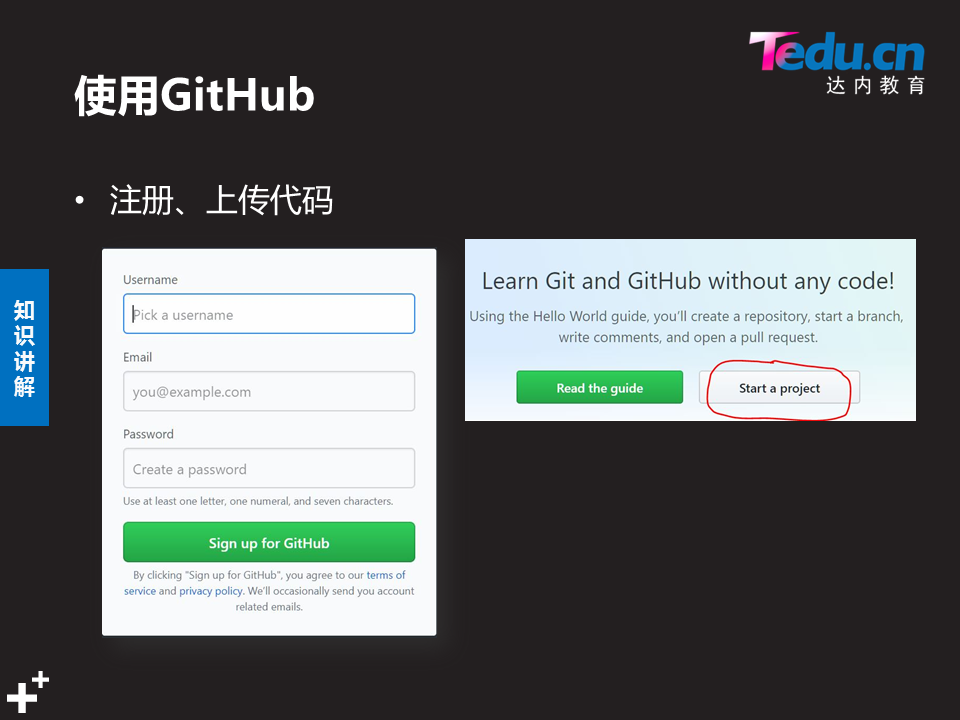 Tedu.cn
达内教育
使用GitHub
• 注册、上传代码
知识讲解
Username
Pick a username
Email
you@example.com
Password
Create a password
Use at least one letter, one numeral, and seven characters.
Sign up for GitHub
By clicking "Sign up for GitHub", you agree to our terms of
service and privacy policy. We'll occasionally send you account
related emails.
Learn Git and GitHub without any code!
Using the Hello World guide, you'll create a repository, start a branch,
write comments, and open a pull request.
Read the guide
Start a project